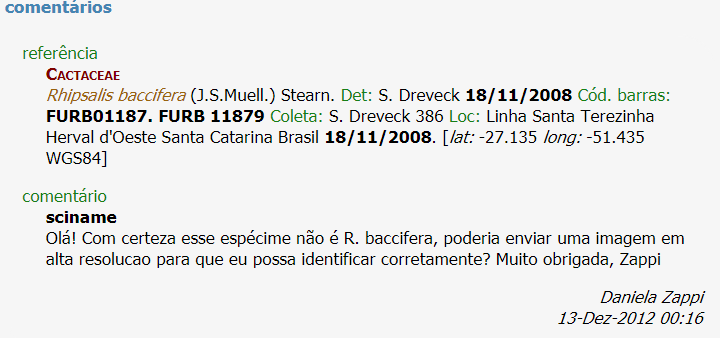 comentários
referência
CACTACEAE
Rhipsalis baccifera (J.S.Muell.) Stearn. Det: S. Dreveck 18/11/2008 Cód. barras:
FURB01187. FURB 11879 Coleta: S. Dreveck 386 Loc: Linha Santa Terezinha
Herval d'Oeste Santa Catarina Brasil 18/11/2008. [lat: -27.135 long: -51.435
WGS84]
comentário
sciname
Olá! Com certeza esse espécime não é R. baccifera, poderia enviar uma imagem em
alta resolucao para que eu possa identificar corretamente? Muito obrigada, Zappi
Daniela Zappi
13-Dez-2012 00:16